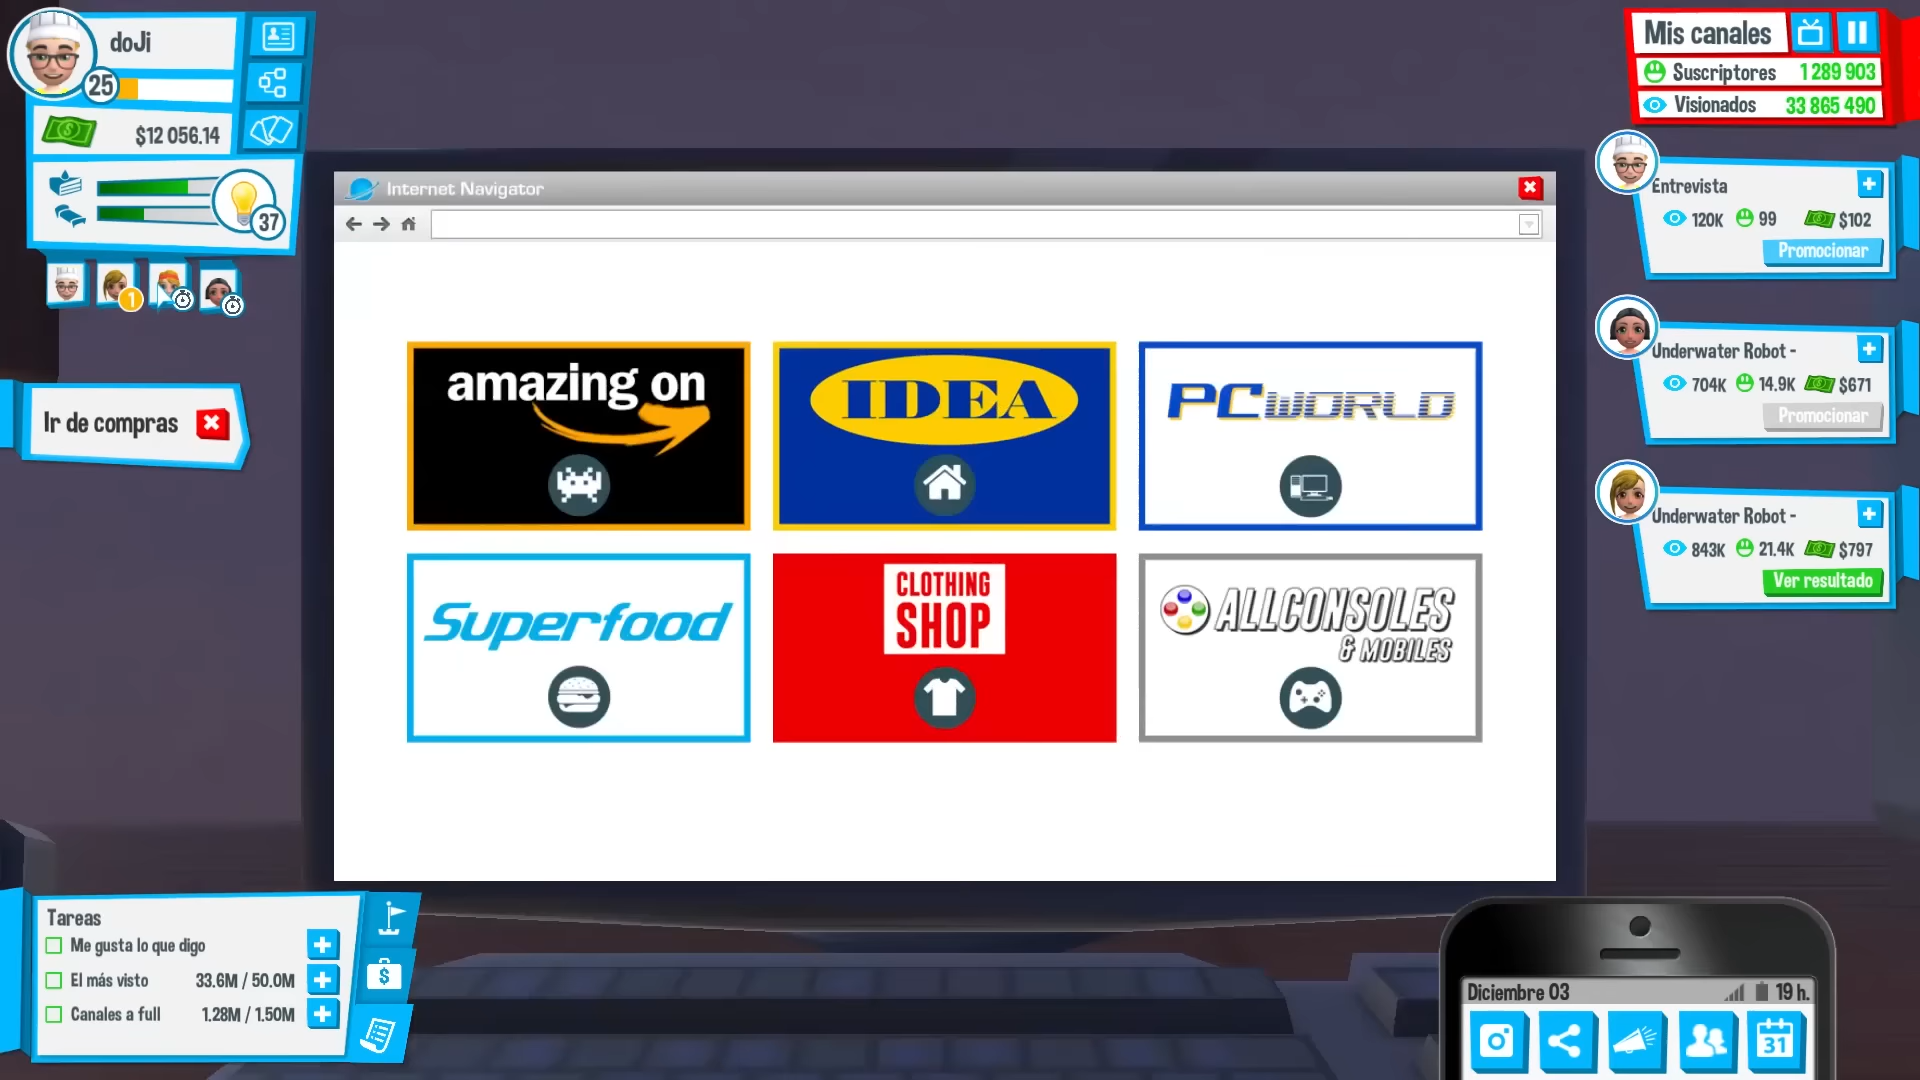 doJi
25
$12 056.14
37
1
Ir de compras
Internet Navigator
amazing on
IDEA
PCWORLD
Superfood
CLOTHING
SHOP
ALLCONSOLES
& MOBILES
Mis canales
Suscriptores 1 289 903
Visionados 33 865 490
Entrevista
120K 99 $102
Promocionar
Underwater Robot -
704K 14.9K $671
Promocionar
Underwater Robot -
843K 21.4K $797
Ver resultado
Tareas
Me gusta lo que digo
El más visto 33.6M / 50.0M
Canales a full 1.28M / 1.50M
Diciembre 03 19 h.
31